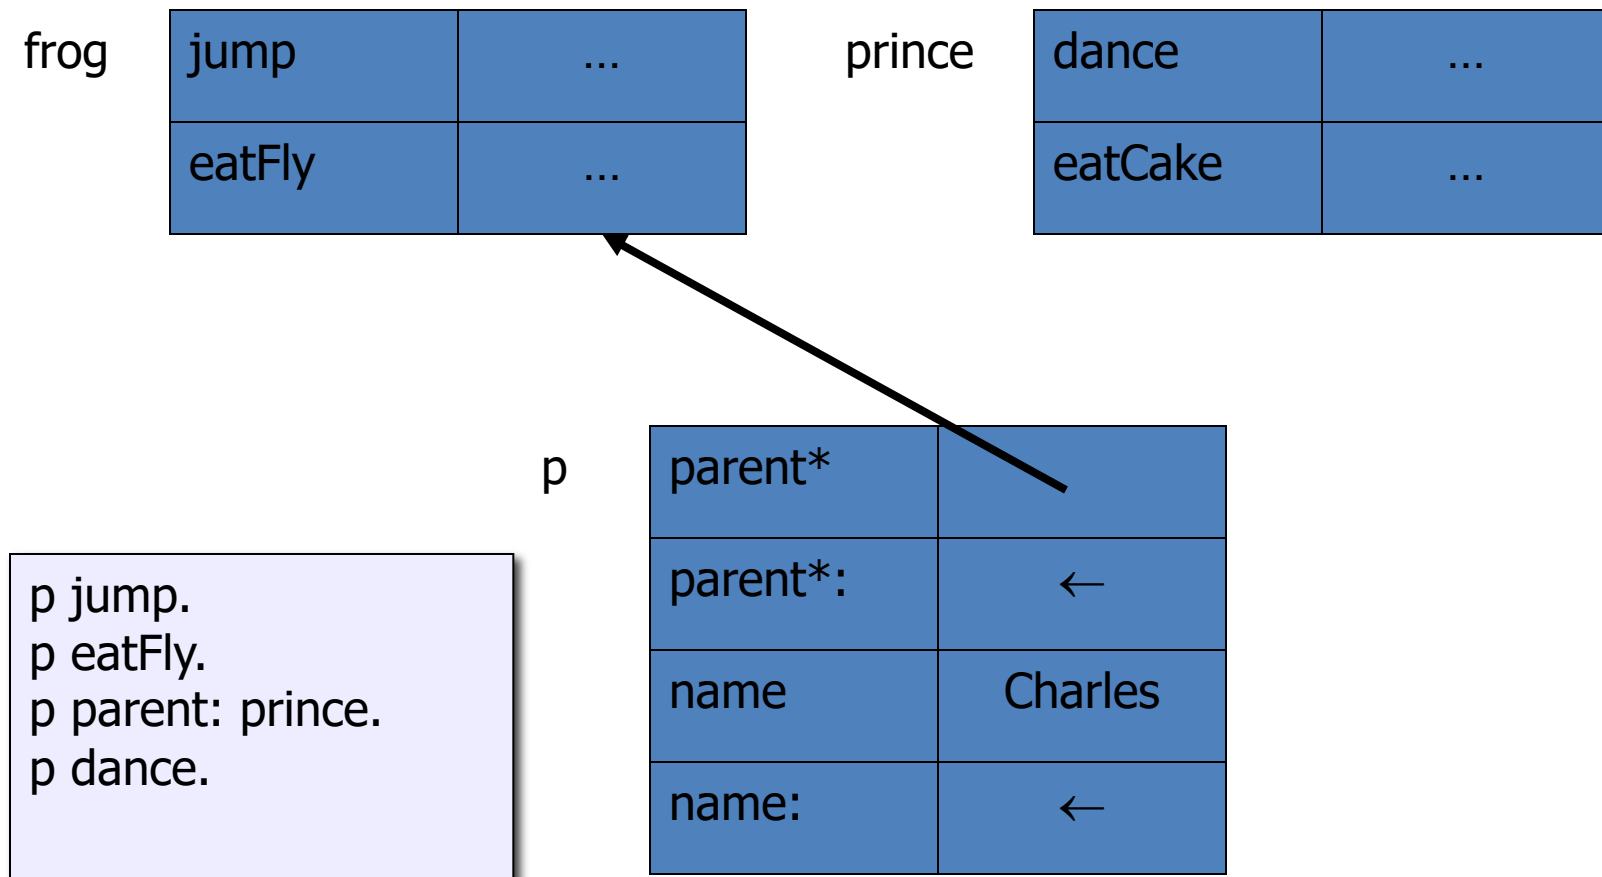 frog
jump
…
eatFly
…
prince
dance
…
eatCake
…
p
parent*
parent*:
←
name
Charles
name:
←
p jump.
p eatFly.
p parent: prince.
p dance.